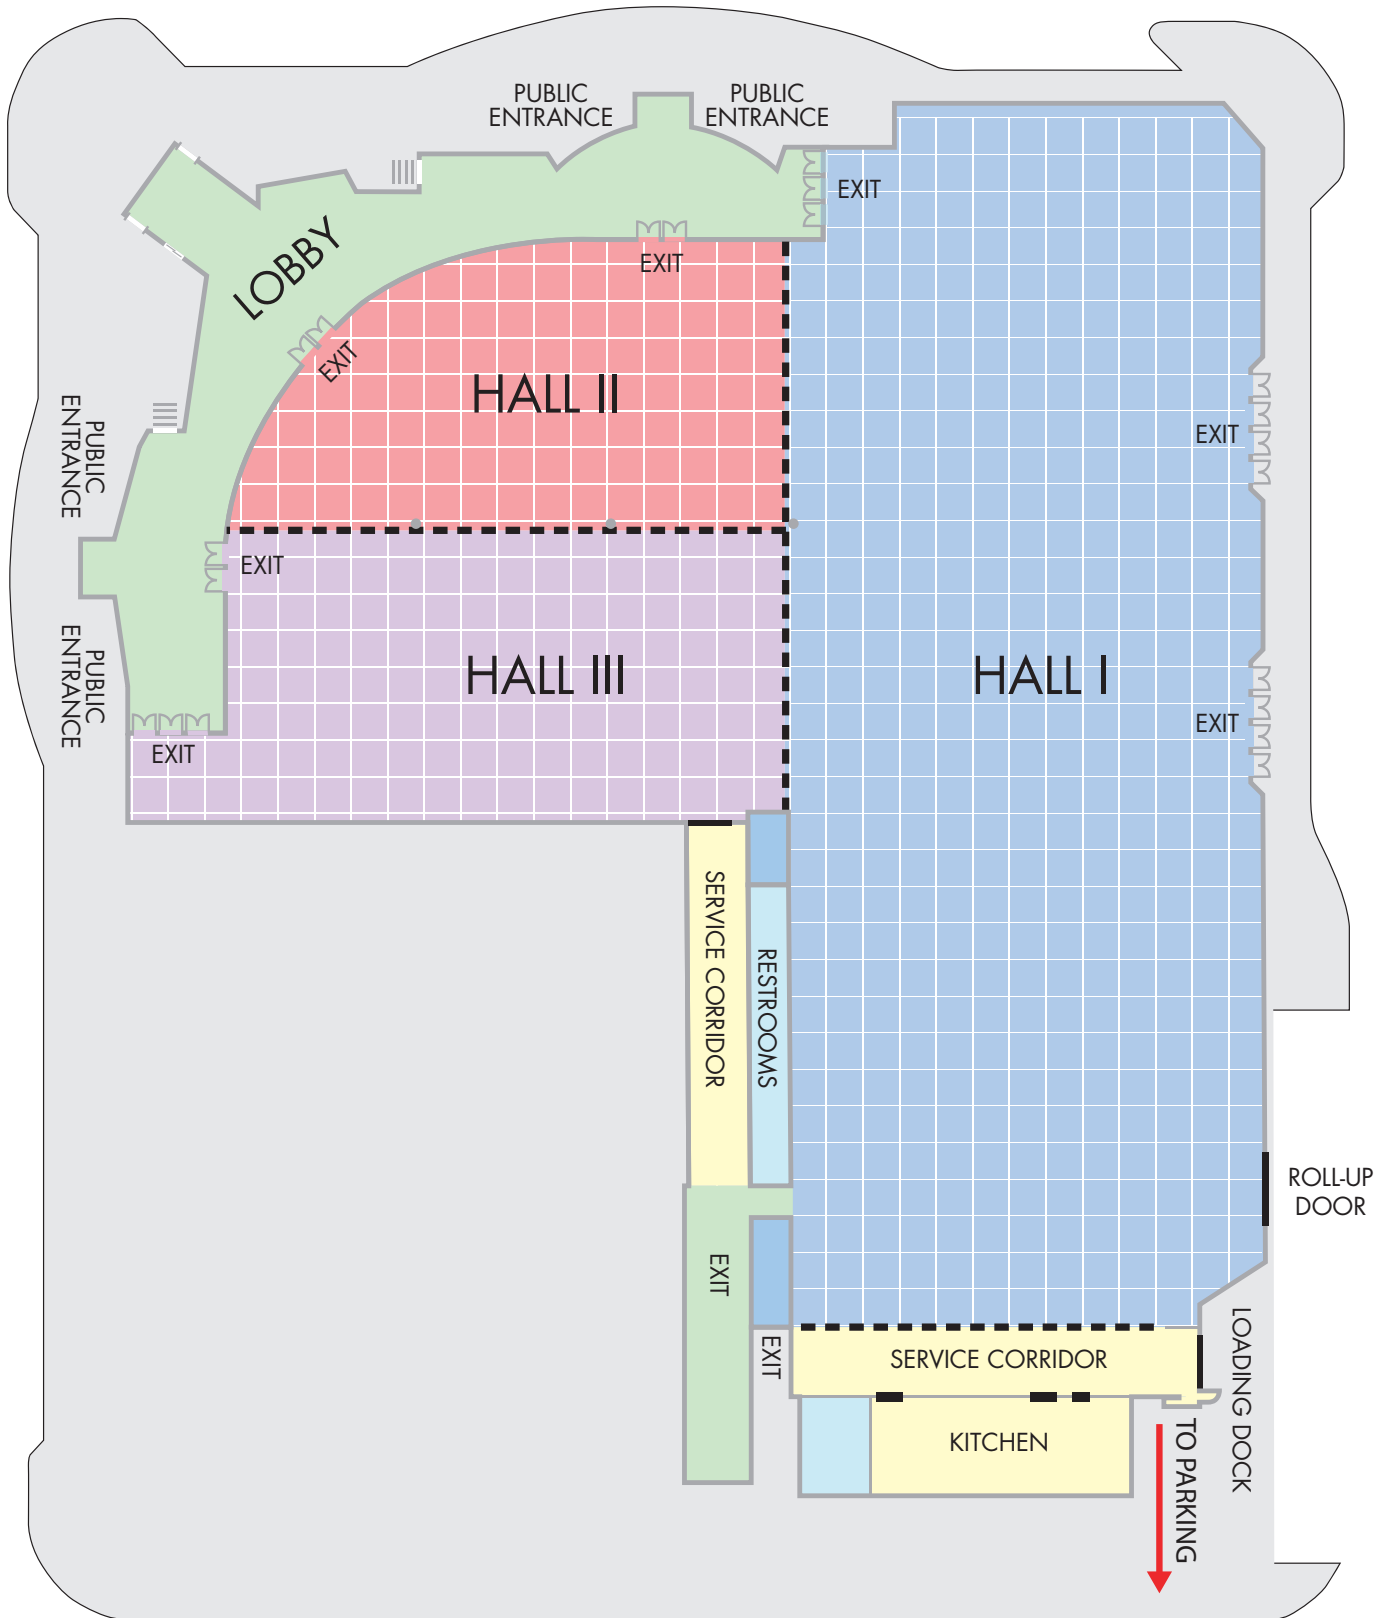 PUBLIC
ENTRANCE
PUBLIC
ENTRANCE
EXIT
LOBBY
EXIT
EXIT
HALL II
PUBLIC
ENTRANCE
EXIT
EXIT
HALL III
HALL I
PUBLIC
ENTRANCE
EXIT
EXIT
SERVICE CORRIDOR
RESTROOMS
ROLL-UP
DOOR
EXIT
EXIT
SERVICE CORRIDOR
LOADING DOCK
KITCHEN
TO PARKING